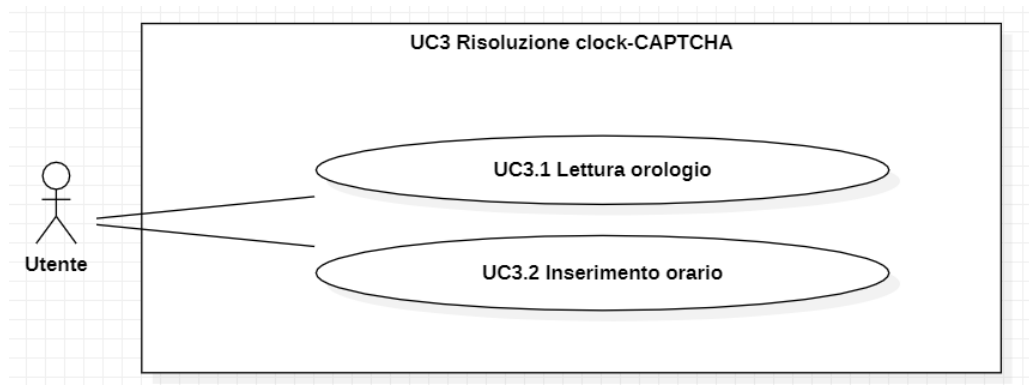 UC3 Risoluzione clock-CAPTCHA
UC3.1 Lettura orologio
Utente
UC3.2 Inserimento orario